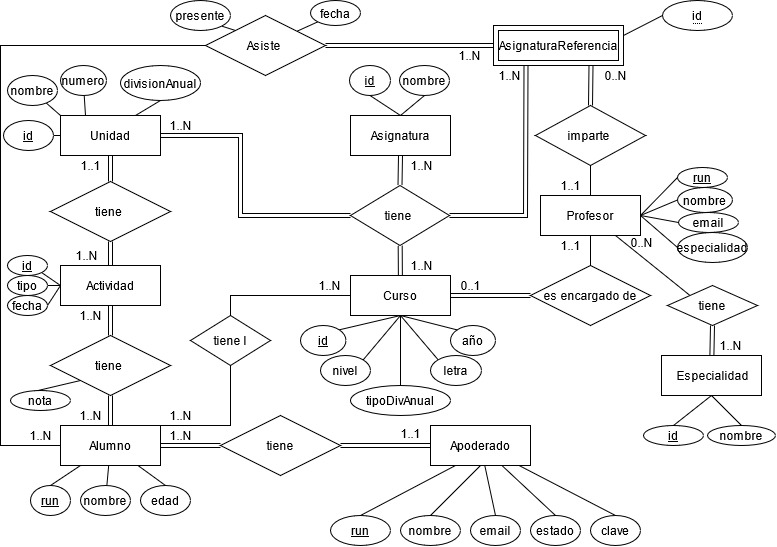 presente
fecha
id
Asiste
AsignaturaReferencia
1..N
1..N
0..N
nombre
numero
divisionAnual
id
nombre
id
Unidad
1..N
Asignatura
imparte
1..1
1..N
run
1..1
nombre
tiene
tiene
Profesor
email
1..1
0..N
especialidad
1..N
1..N
id
tipo
fecha
Actividad
1..N
Curso
0..1
es encargado de
tiene
1..N
tiene l
id
año
1..N
tiene
nivel
letra
Especialidad
nota
tipoDivAnual
1..N
1..N
1..N
1..1
id
nombre
Alumno
1..N
tiene
Apoderado
run
nombre
edad
run
nombre
email
estado
clave